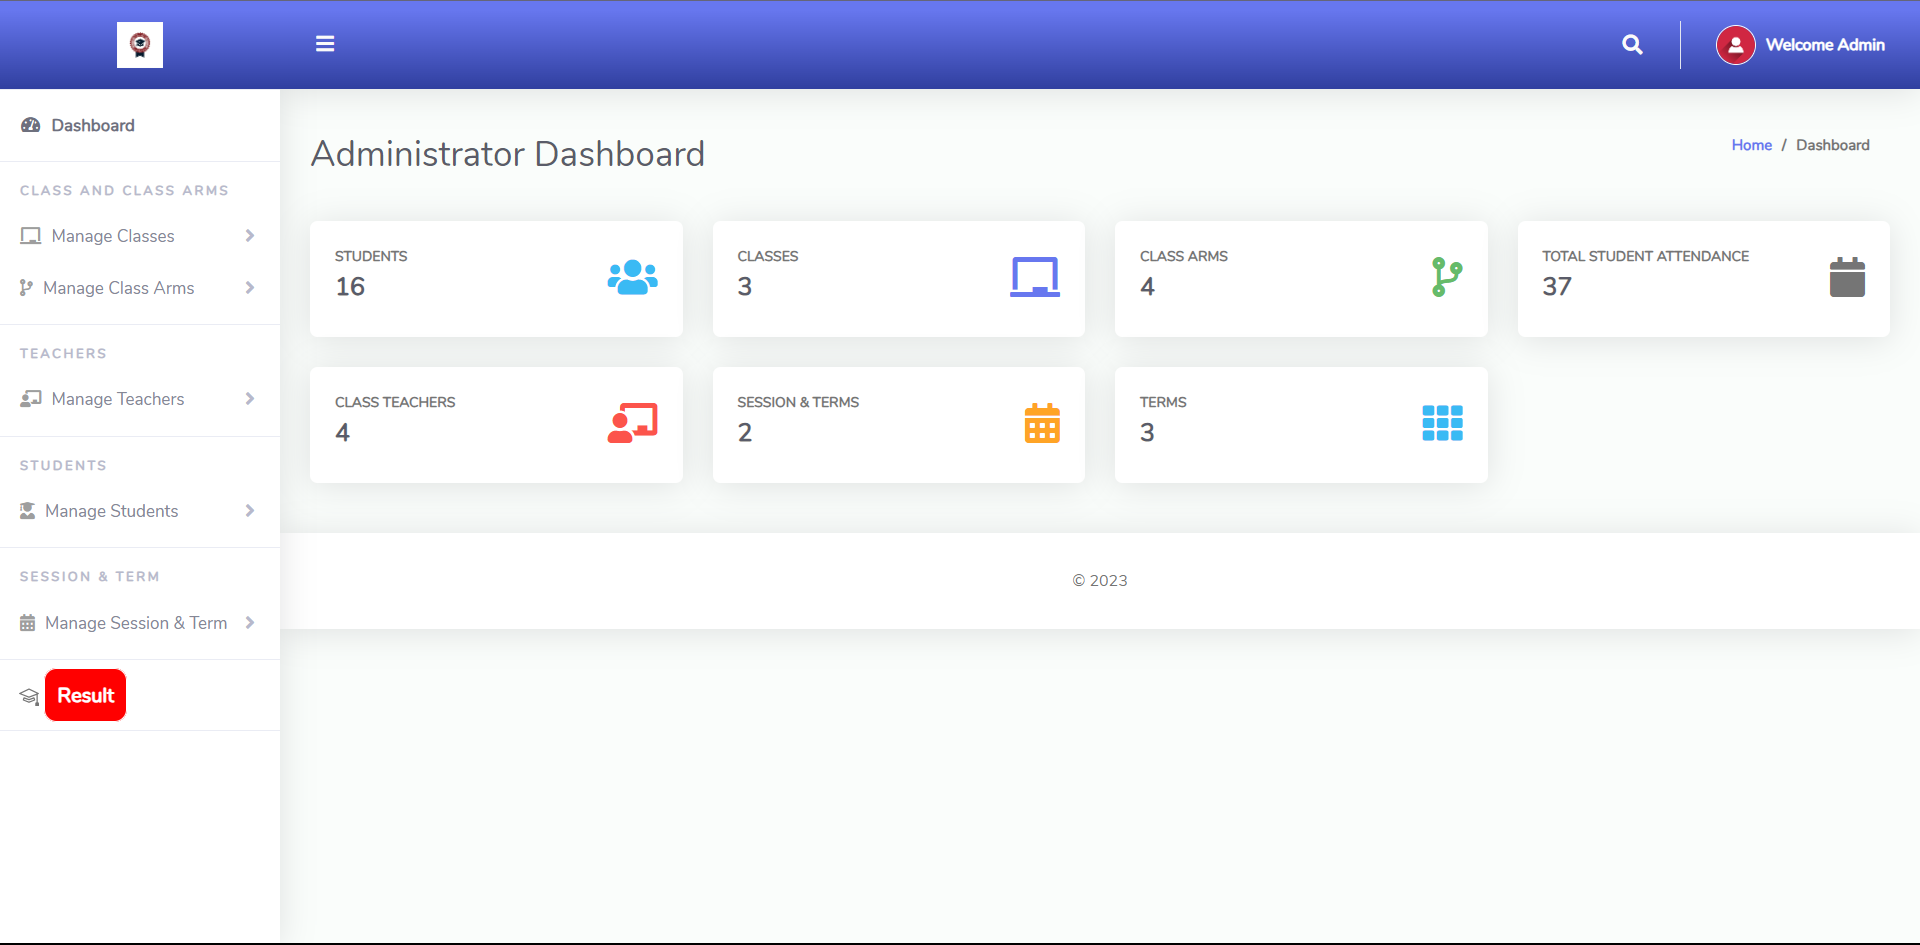 Welcome Admin
Dashboard
CLASS AND CLASS ARMS
Manage Classes
Manage Class Arms
TEACHERS
Manage Teachers
STUDENTS
Manage Students
SESSION & TERM
Manage Session & Term
Result
Administrator Dashboard
Home / Dashboard
STUDENTS
16
CLASSES
3
CLASS ARMS
4
TOTAL STUDENT ATTENDANCE
37
CLASS TEACHERS
4
SESSION & TERMS
2
TERMS
3
© 2023